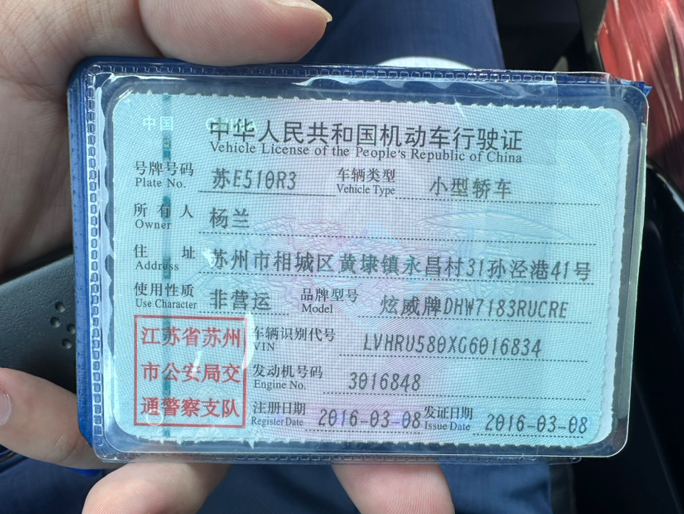 中国 CHINA
中华人民共和国机动车行驶证
Vehicle License of the People's Republic of China
号牌号码 苏E510R3 车辆类型 小型轿车
Plate No. Vehicle Type
所有人 杨兰
Owner
住址 苏州市相城区黄埭镇永昌村31孙泾港41号
Address
使用性质 非营运 品牌型号 炫威牌DHW7183RUCRE
Use Character Model
江苏省苏州 车辆识别代号 LVHRU580XG6016834
VIN
市公安局交 发动机号码 3016848
Engine No.
通警察支队 注册日期 2016-03-08 发证日期 2016-03-08
Register Date Issue Date